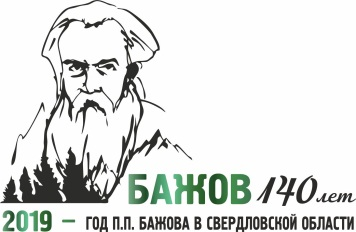 БАЖОВ 140 лет
2019 – ГОД П.П. БАЖОВА В СВЕРДЛОВСКОЙ ОБЛАСТИ